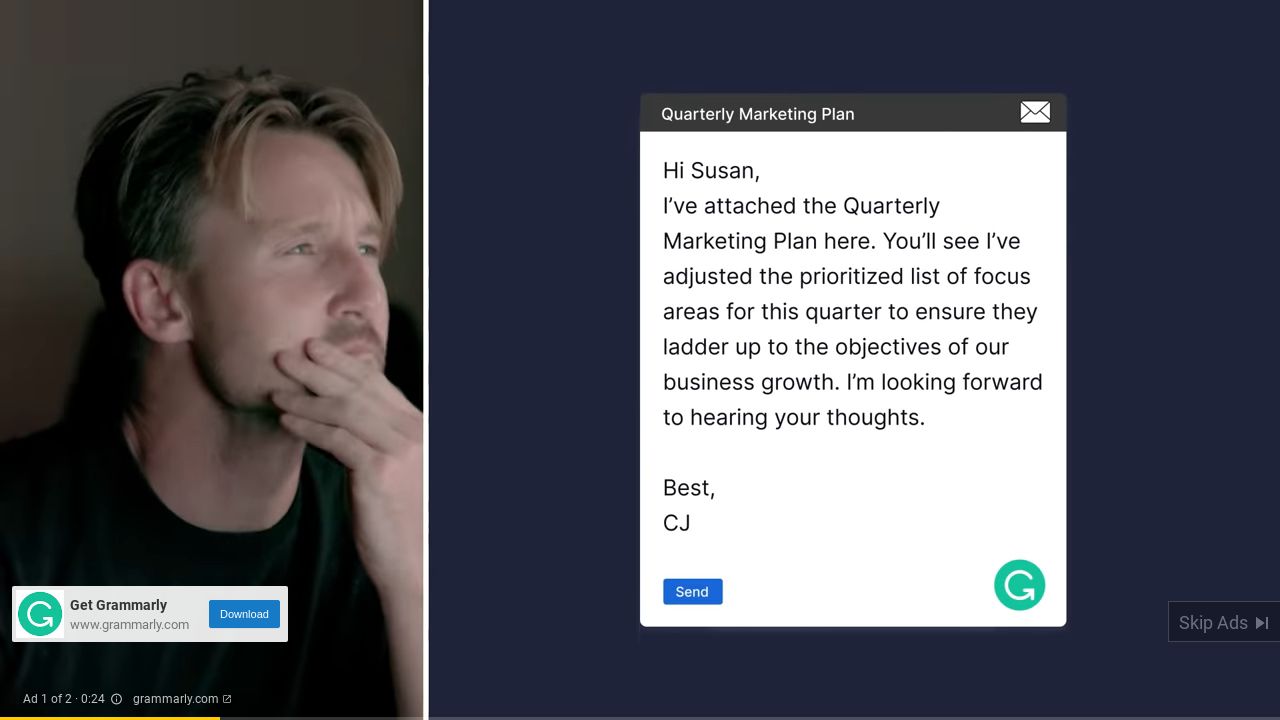 Quarterly Marketing Plan
Hi Susan,
I’ve attached the Quarterly
Marketing Plan here. You’ll see I’ve
adjusted the prioritized list of focus
areas for this quarter to ensure they
ladder up to the objectives of our
business growth. I’m looking forward
to hearing your thoughts.
Best,
CJ
Send
Get Grammarly
www.grammarly.com
Download
Skip Ads
Ad 1 of 2 · 0:24
grammarly.com